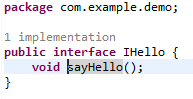 package com.example.demo;
1 implementation
public interface IHello {
void sayHello();
}